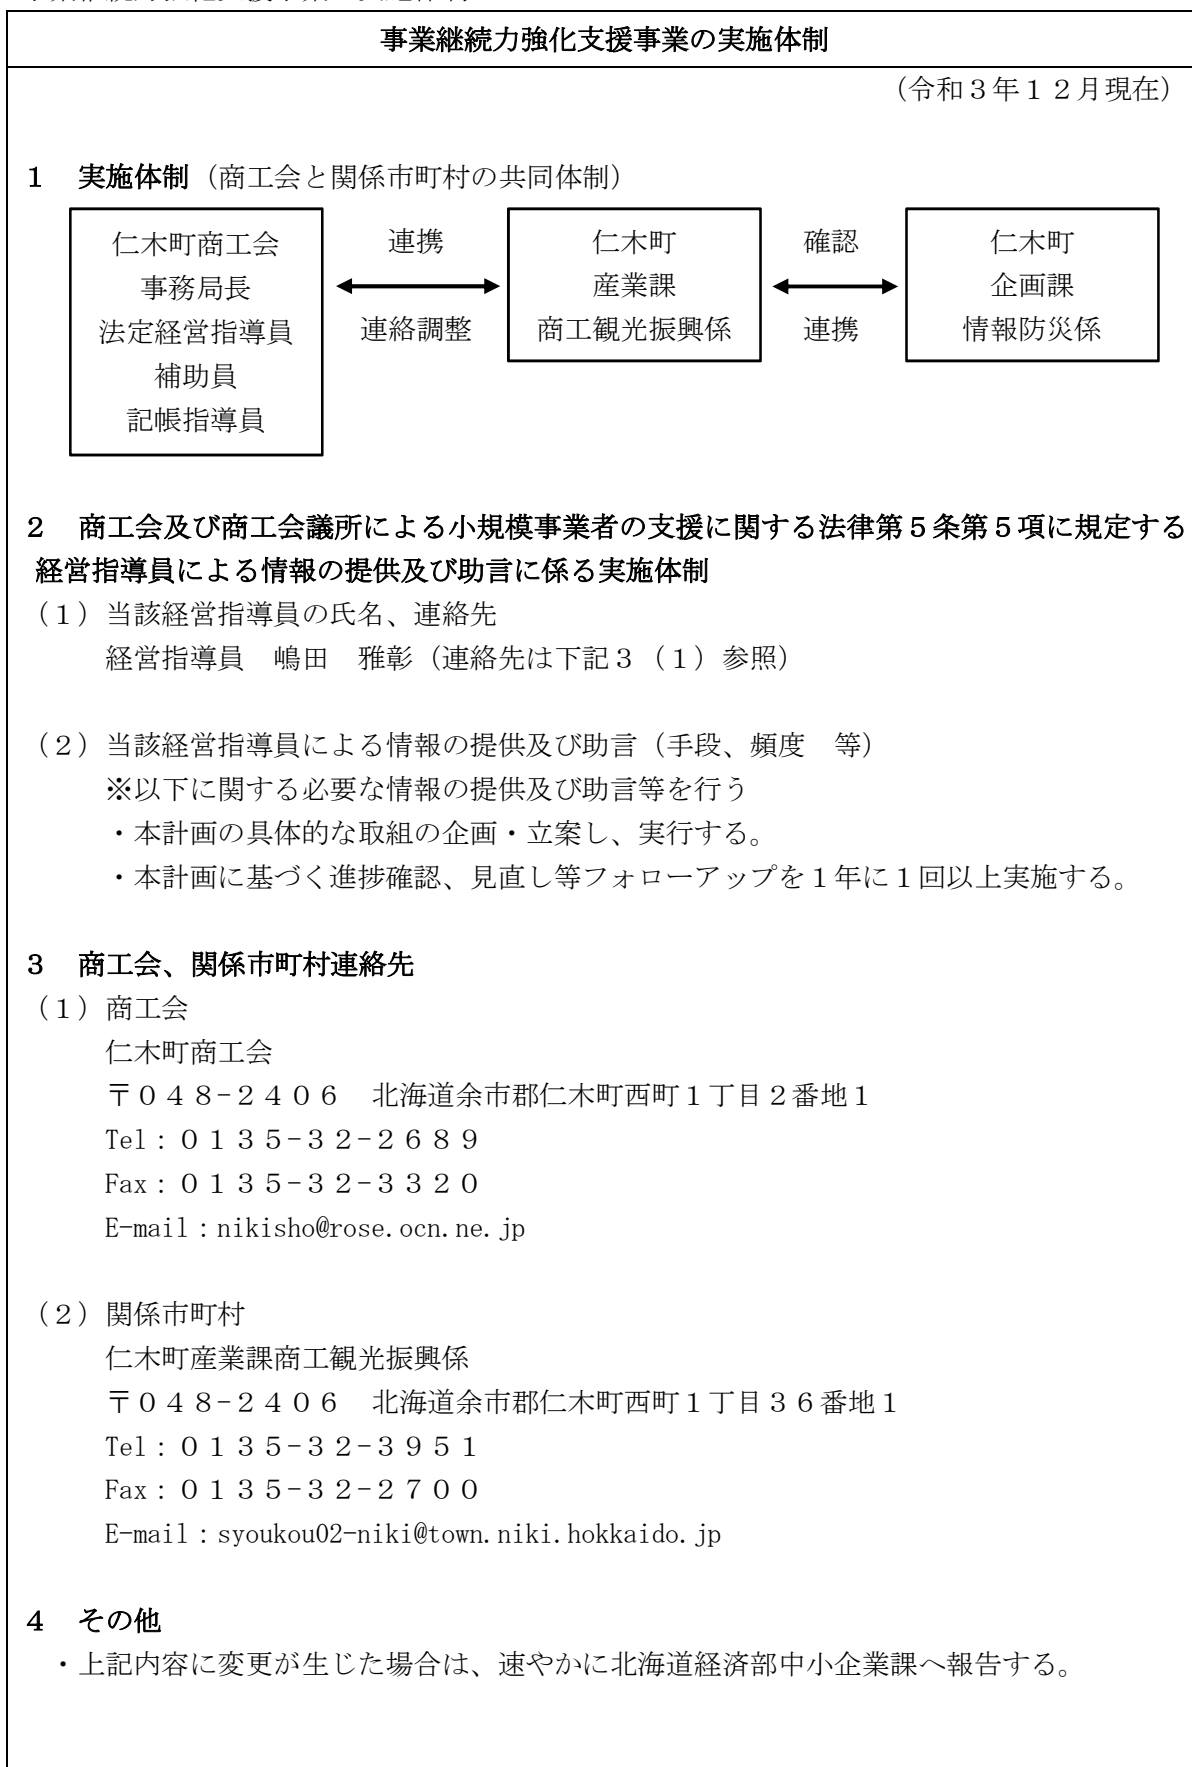 事業継続力強化支援事業の実施体制
（令和３年１２月現在）
１　実施体制（商工会と関係市町村の共同体制）
仁木町商工会
事務局長
法定経営指導員
補助員
記帳指導員
連携
連絡調整
仁木町
産業課
商工観光振興係
確認
連携
仁木町
企画課
情報防災係
２　商工会及び商工会議所による小規模事業者の支援に関する法律第５条第５項に規定する
経営指導員による情報の提供及び助言に係る実施体制
（１）当該経営指導員の氏名、連絡先
経営指導員　嶋田　雅彰（連絡先は下記３（１）参照）
（２）当該経営指導員による情報の提供及び助言（手段、頻度　等）
※以下に関する必要な情報の提供及び助言等を行う
・本計画の具体的な取組の企画・立案し、実行する。
・本計画に基づく進捗確認、見直し等フォローアップを１年に１回以上実施する。
３　商工会、関係市町村連絡先
（１）商工会
仁木町商工会
〒０４８-２４０６　北海道余市郡仁木町西町１丁目２番地１
Tel：０１３５-３２-２６８９
Fax：０１３５-３２-３３２０
E-mail：nikisho@rose.ocn.ne.jp
（２）関係市町村
仁木町産業課商工観光振興係
〒０４８-２４０６　北海道余市郡仁木町西町１丁目３６番地１
Tel：０１３５-３２-３９５１
Fax：０１３５-３２-２７００
E-mail：syoukou02-niki@town.niki.hokkaido.jp
４　その他
・上記内容に変更が生じた場合は、速やかに北海道経済部中小企業課へ報告する。